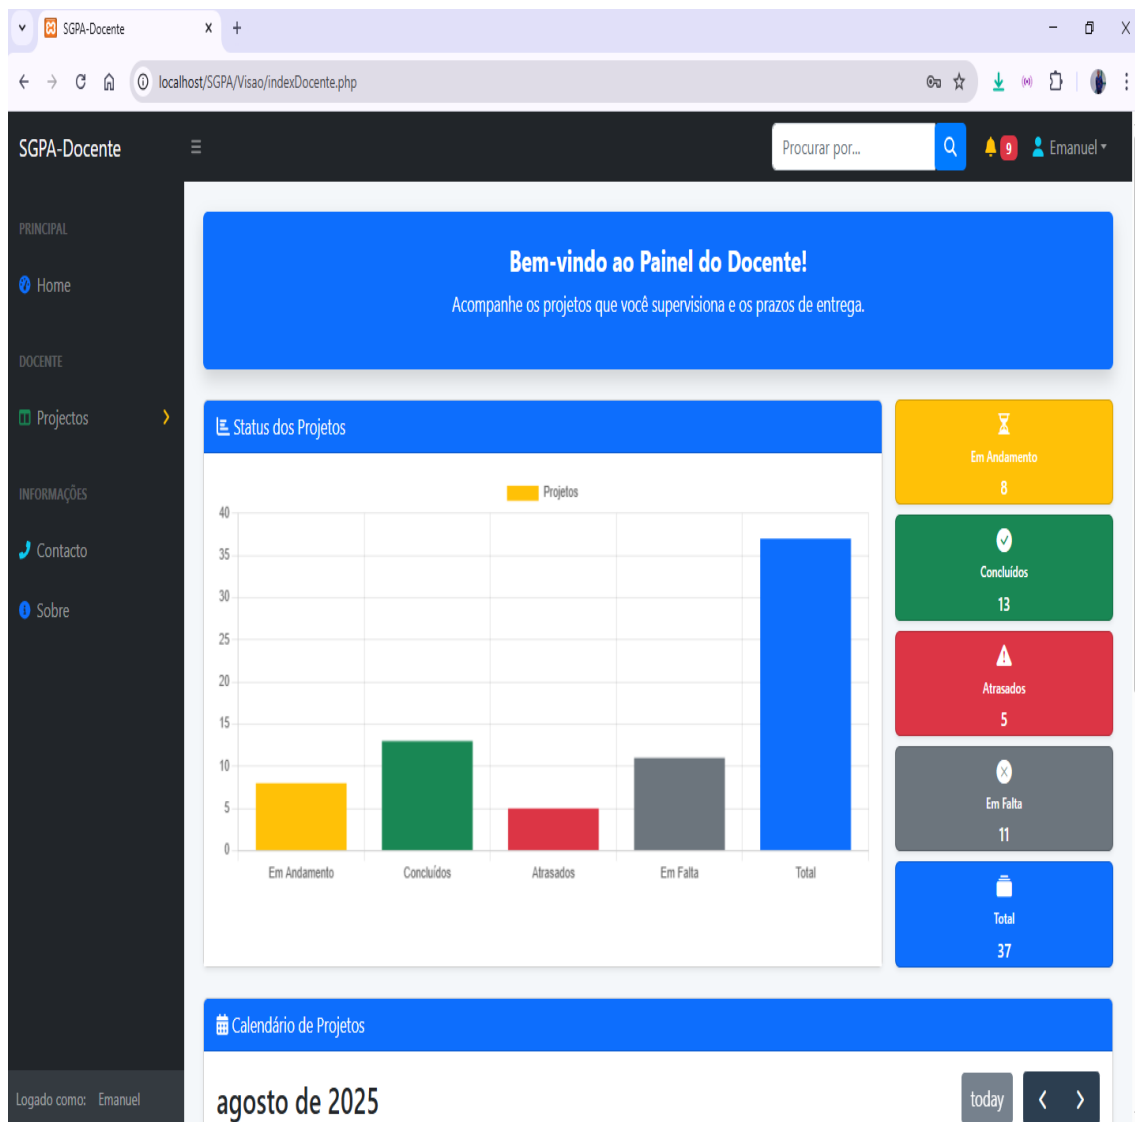 SGPA-Docente
localhost/SGPA/Visao/indexDocente.php
SGPA-Docente
Procurar por...
9
Emanuel
PRINCIPAL
Home
DOCENTE
Projectos
INFORMAÇÕES
Contacto
Sobre
Logado como: Emanuel
Bem-vindo ao Painel do Docente!
Acompanhe os projetos que você supervisiona e os prazos de entrega.
Status dos Projetos
Projetos
40
35
30
25
20
15
10
5
0
Em Andamento Concluídos Atrasados Em Falta Total
Em Andamento
8
Concluídos
13
Atrasados
5
Em Falta
11
Total
37
Calendário de Projetos
agosto de 2025
today